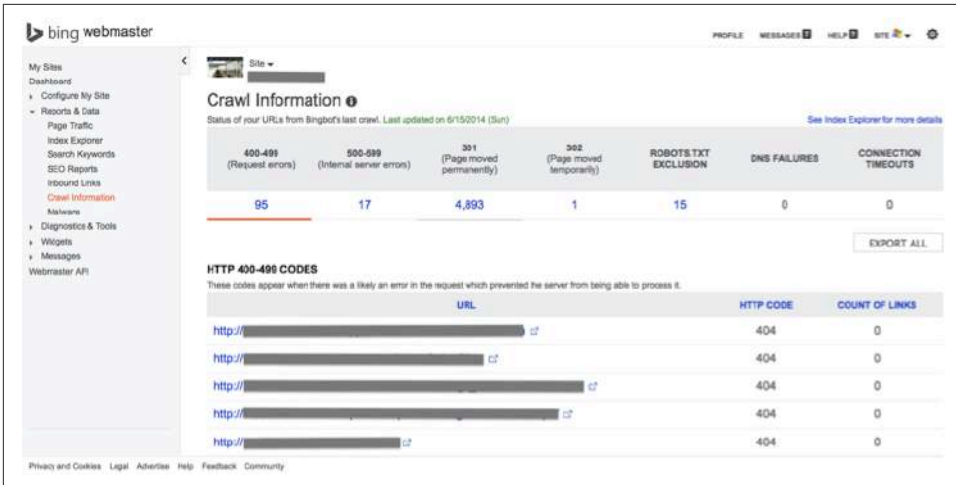 bing webmaster
PROFILE MESSAGES HELP SITE
My Sites
Dashboard
Configure My Site
Reports & Data
Page Traffic
Index Exporer
Search Keywords
SEO Reports
Inbound Links
Crawl Information
Malware
Diagnostics & Tools
Widgets
Messages
Webmaster API
Site
Crawl Information
Status of your URLs from Bingbot's last crawl. Last updated on 6/15/2014 (Sun)
See Index Explorer for more details
400-499 (Request errors)
500-599 (Internal server errors)
301 (Page moved permanently)
302 (Page moved temporarily)
ROBOTS.TXT EXCLUSION
DNS FAILURES
CONNECTION TIMEOUTS
95 17 4,893 1 15 0 0
EXPORT ALL
HTTP 400-499 CODES
These codes appear when there was a likely an error in the request which prevented he server from being able to process it.
URL HTTP CODE COUNT OF LINKS
http:// 404 0
http:// 404 0
http:// 404 0
http:// 404 0
http:// 404 0
Privacy and Cookies Legal Advertise Help Feedback Community